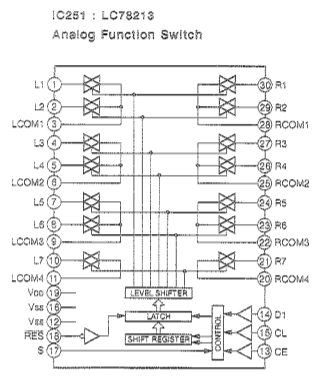 IC251 : LC78213
Analog Function Switch
L1 1 30 R1
L2 2 29 R2
LCOM1 3 28 RCOM1
L3 4 27 R3
L4 5 26 R4
LCOM2 6 25 RCOM2
L5 7 24 R5
L6 8 23 R6
LCOM3 9 22 RCOM3
L7 10 21 R7
LCOM4 11 20 RCOM4
VDD 19 LEVEL SHIFTER
VSS 16
VEE 12 LATCH 14 D1
RES 18 SHIFT REGISTER CONTROL 15 CL
S 17 13 CE